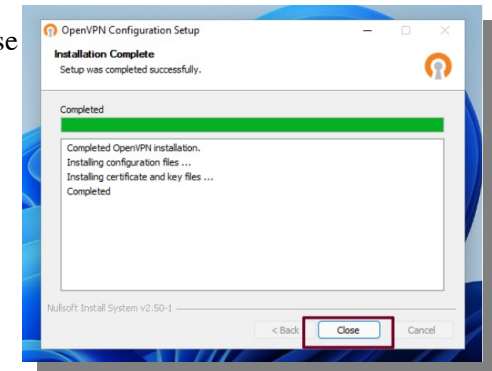 se
OpenVPN Configuration Setup
Installation Complete
Setup was completed successfully.
Completed
Completed OpenVPN installation.
Installing configuration files ...
Installing certificate and key files ...
Completed
Nullsoft Install System v2.50-1
< Back Close Cancel